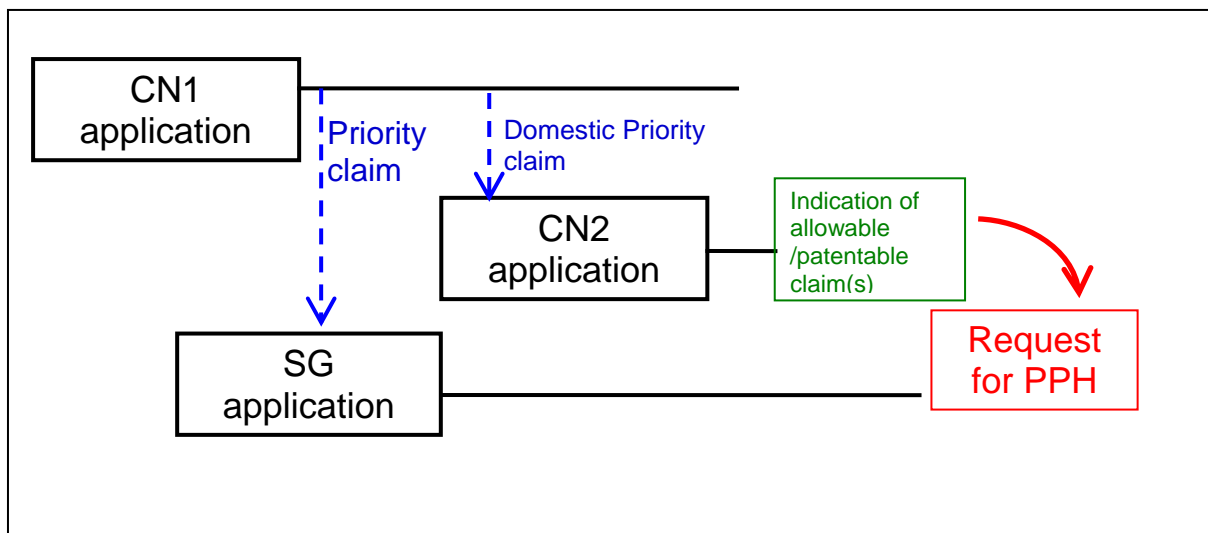 CN1
application
Priority
claim
Domestic Priority
claim
CN2
application
Indication of
allowable
/patentable
claim(s)
SG
application
Request
for PPH